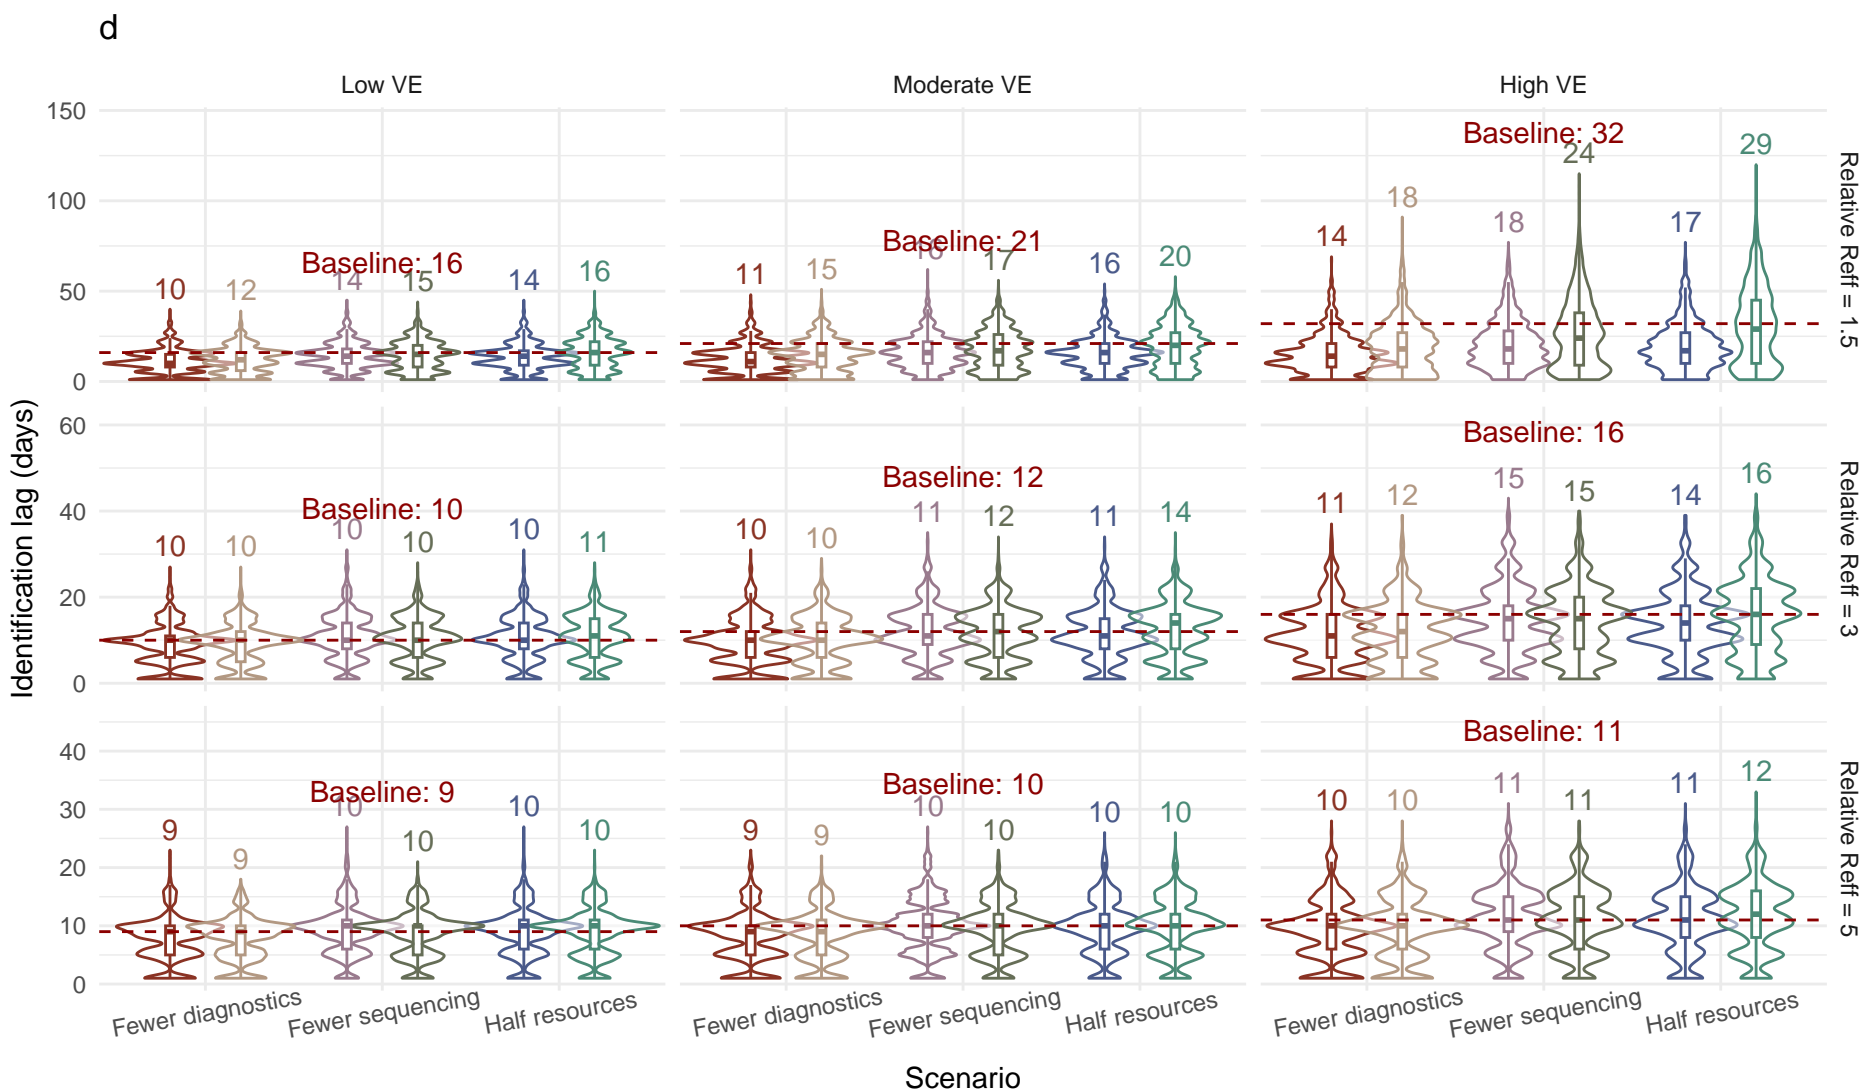 d
Low VE
Moderate VE
High VE
Identification lag (days)
150
100
50
0
Baseline: 16
10
12
14
15
14
16
Baseline: 21
11
15
16
17
16
20
Baseline: 32
14
18
18
24
17
29
Relative Reff = 1.5
60
40
20
0
Baseline: 10
10
10
10
10
10
11
Baseline: 12
10
10
11
12
11
14
Baseline: 16
11
12
15
15
14
16
Relative Reff = 3
40
30
20
10
0
Baseline: 9
9
9
10
10
10
10
Baseline: 10
9
9
10
10
10
10
Baseline: 11
10
10
11
11
11
12
Relative Reff = 5
Fewer diagnostics
Fewer sequencing
Half resources
Fewer diagnostics
Fewer sequencing
Half resources
Fewer diagnostics
Fewer sequencing
Half resources
Scenario